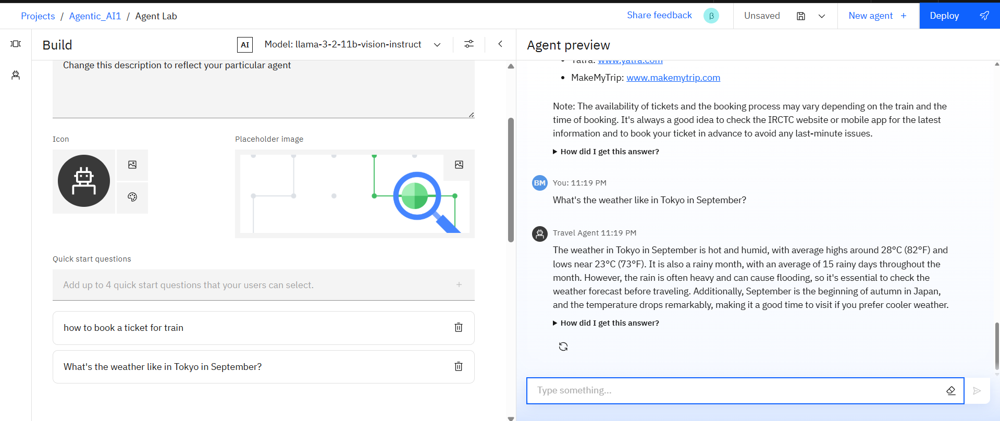 Projects / Agentic_AI1 / Agent Lab
Share feedback
β
Unsaved
New agent +
Deploy
Build
AI
Model: llama-3-2-11b-vision-instruct
Change this description to reflect your particular agent
Icon
Placeholder image
Quick start questions
Add up to 4 quick start questions that your users can select.
how to book a ticket for train
What's the weather like in Tokyo in September?
Agent preview
• Yatra: www.yatra.com
• MakeMyTrip: www.makemytrip.com
Note: The availability of tickets and the booking process may vary depending on the train and the
time of booking. It's always a good idea to check the IRCTC website or mobile app for the latest
information and to book your ticket in advance to avoid any last-minute issues.
How did I get this answer?
BM
You: 11:19 PM
What's the weather like in Tokyo in September?
Travel Agent 11:19 PM
The weather in Tokyo in September is hot and humid, with average highs around 28°C (82°F) and
lows near 23°C (73°F). It is also a rainy month, with an average of 15 rainy days throughout the
month. However, the rain is often heavy and can cause flooding, so it's essential to check the
weather forecast before traveling. Additionally, September is the beginning of autumn in Japan,
and the temperature drops remarkably, making it a good time to visit if you prefer cooler weather.
How did I get this answer?
Type something...